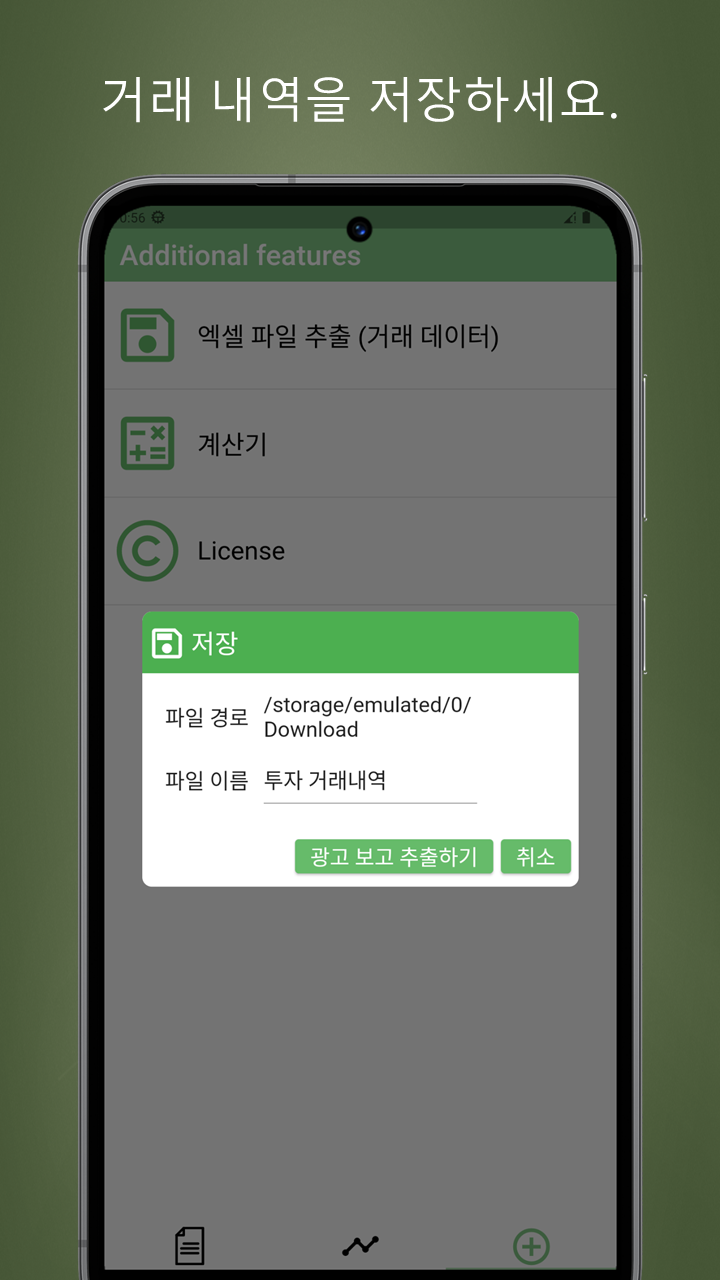 거래 내역을 저장하세요.
0:56
Additional features
엑셀 파일 추출 (거래 데이터)
계산기
License
저장
파일 경로
/storage/emulated/0/
Download
파일 이름
투자 거래내역
광고 보고 추출하기
취소